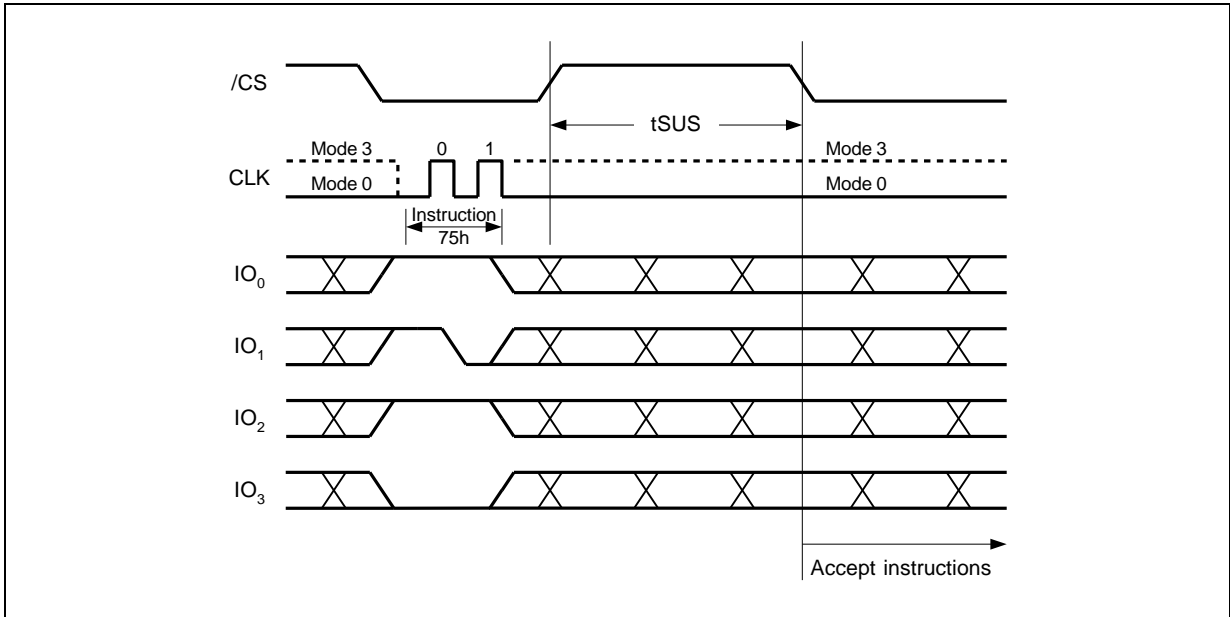 /CS
tSUS
Mode 3 0 1 Mode 3
CLK
Mode 0 Mode 0
Instruction
75h
IO0
IO1
IO2
IO3
Accept instructions